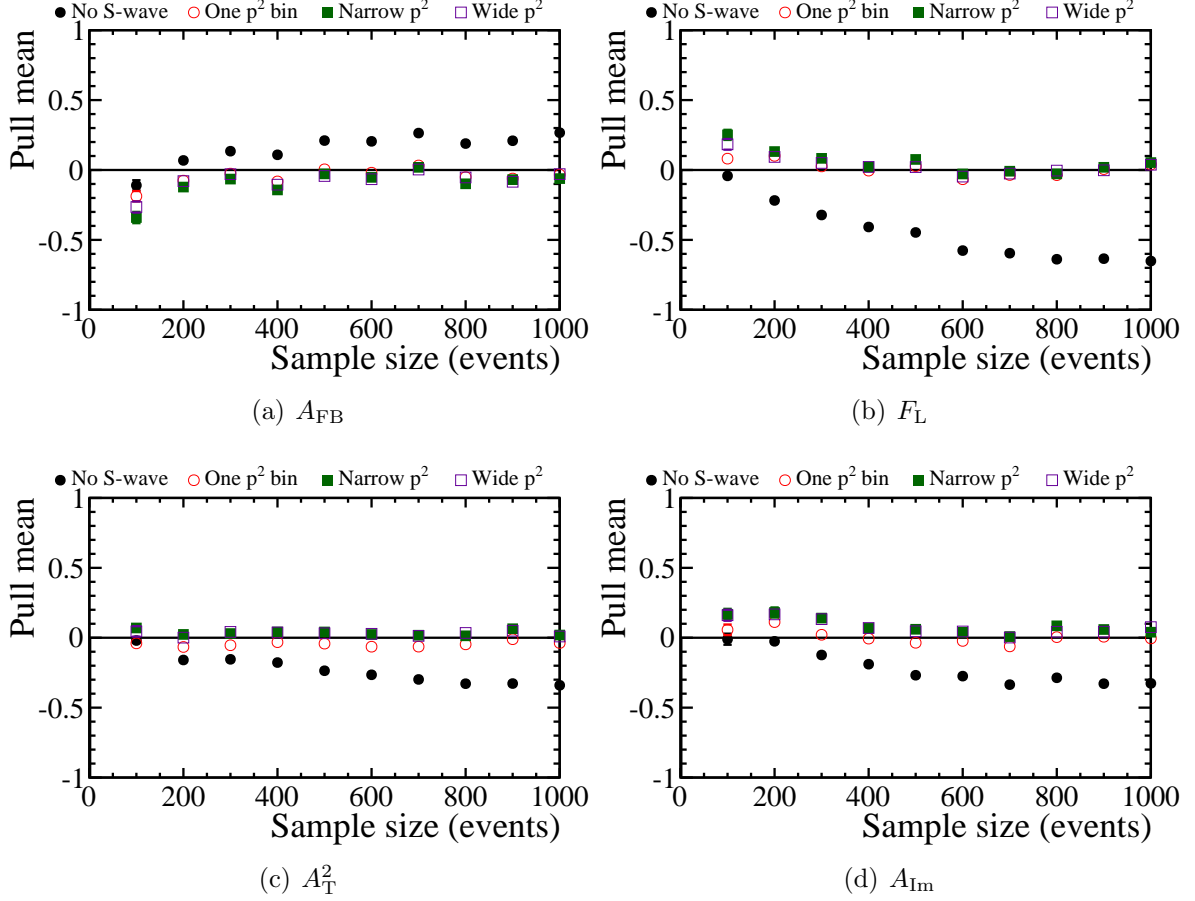 ● No S-wave ○ One p² bin ■ Narrow p² □ Wide p²
Pull mean
1
0.5
0
-0.5
-1
0 200 400 600 800 1000
Sample size (events)
(a) A_FB
● No S-wave ○ One p² bin ■ Narrow p² □ Wide p²
Pull mean
1
0.5
0
-0.5
-1
0 200 400 600 800 1000
Sample size (events)
(b) F_L
● No S-wave ○ One p² bin ■ Narrow p² □ Wide p²
Pull mean
1
0.5
0
-0.5
-1
0 200 400 600 800 1000
Sample size (events)
(c) A_T^2
● No S-wave ○ One p² bin ■ Narrow p² □ Wide p²
Pull mean
1
0.5
0
-0.5
-1
0 200 400 600 800 1000
Sample size (events)
(d) A_Im